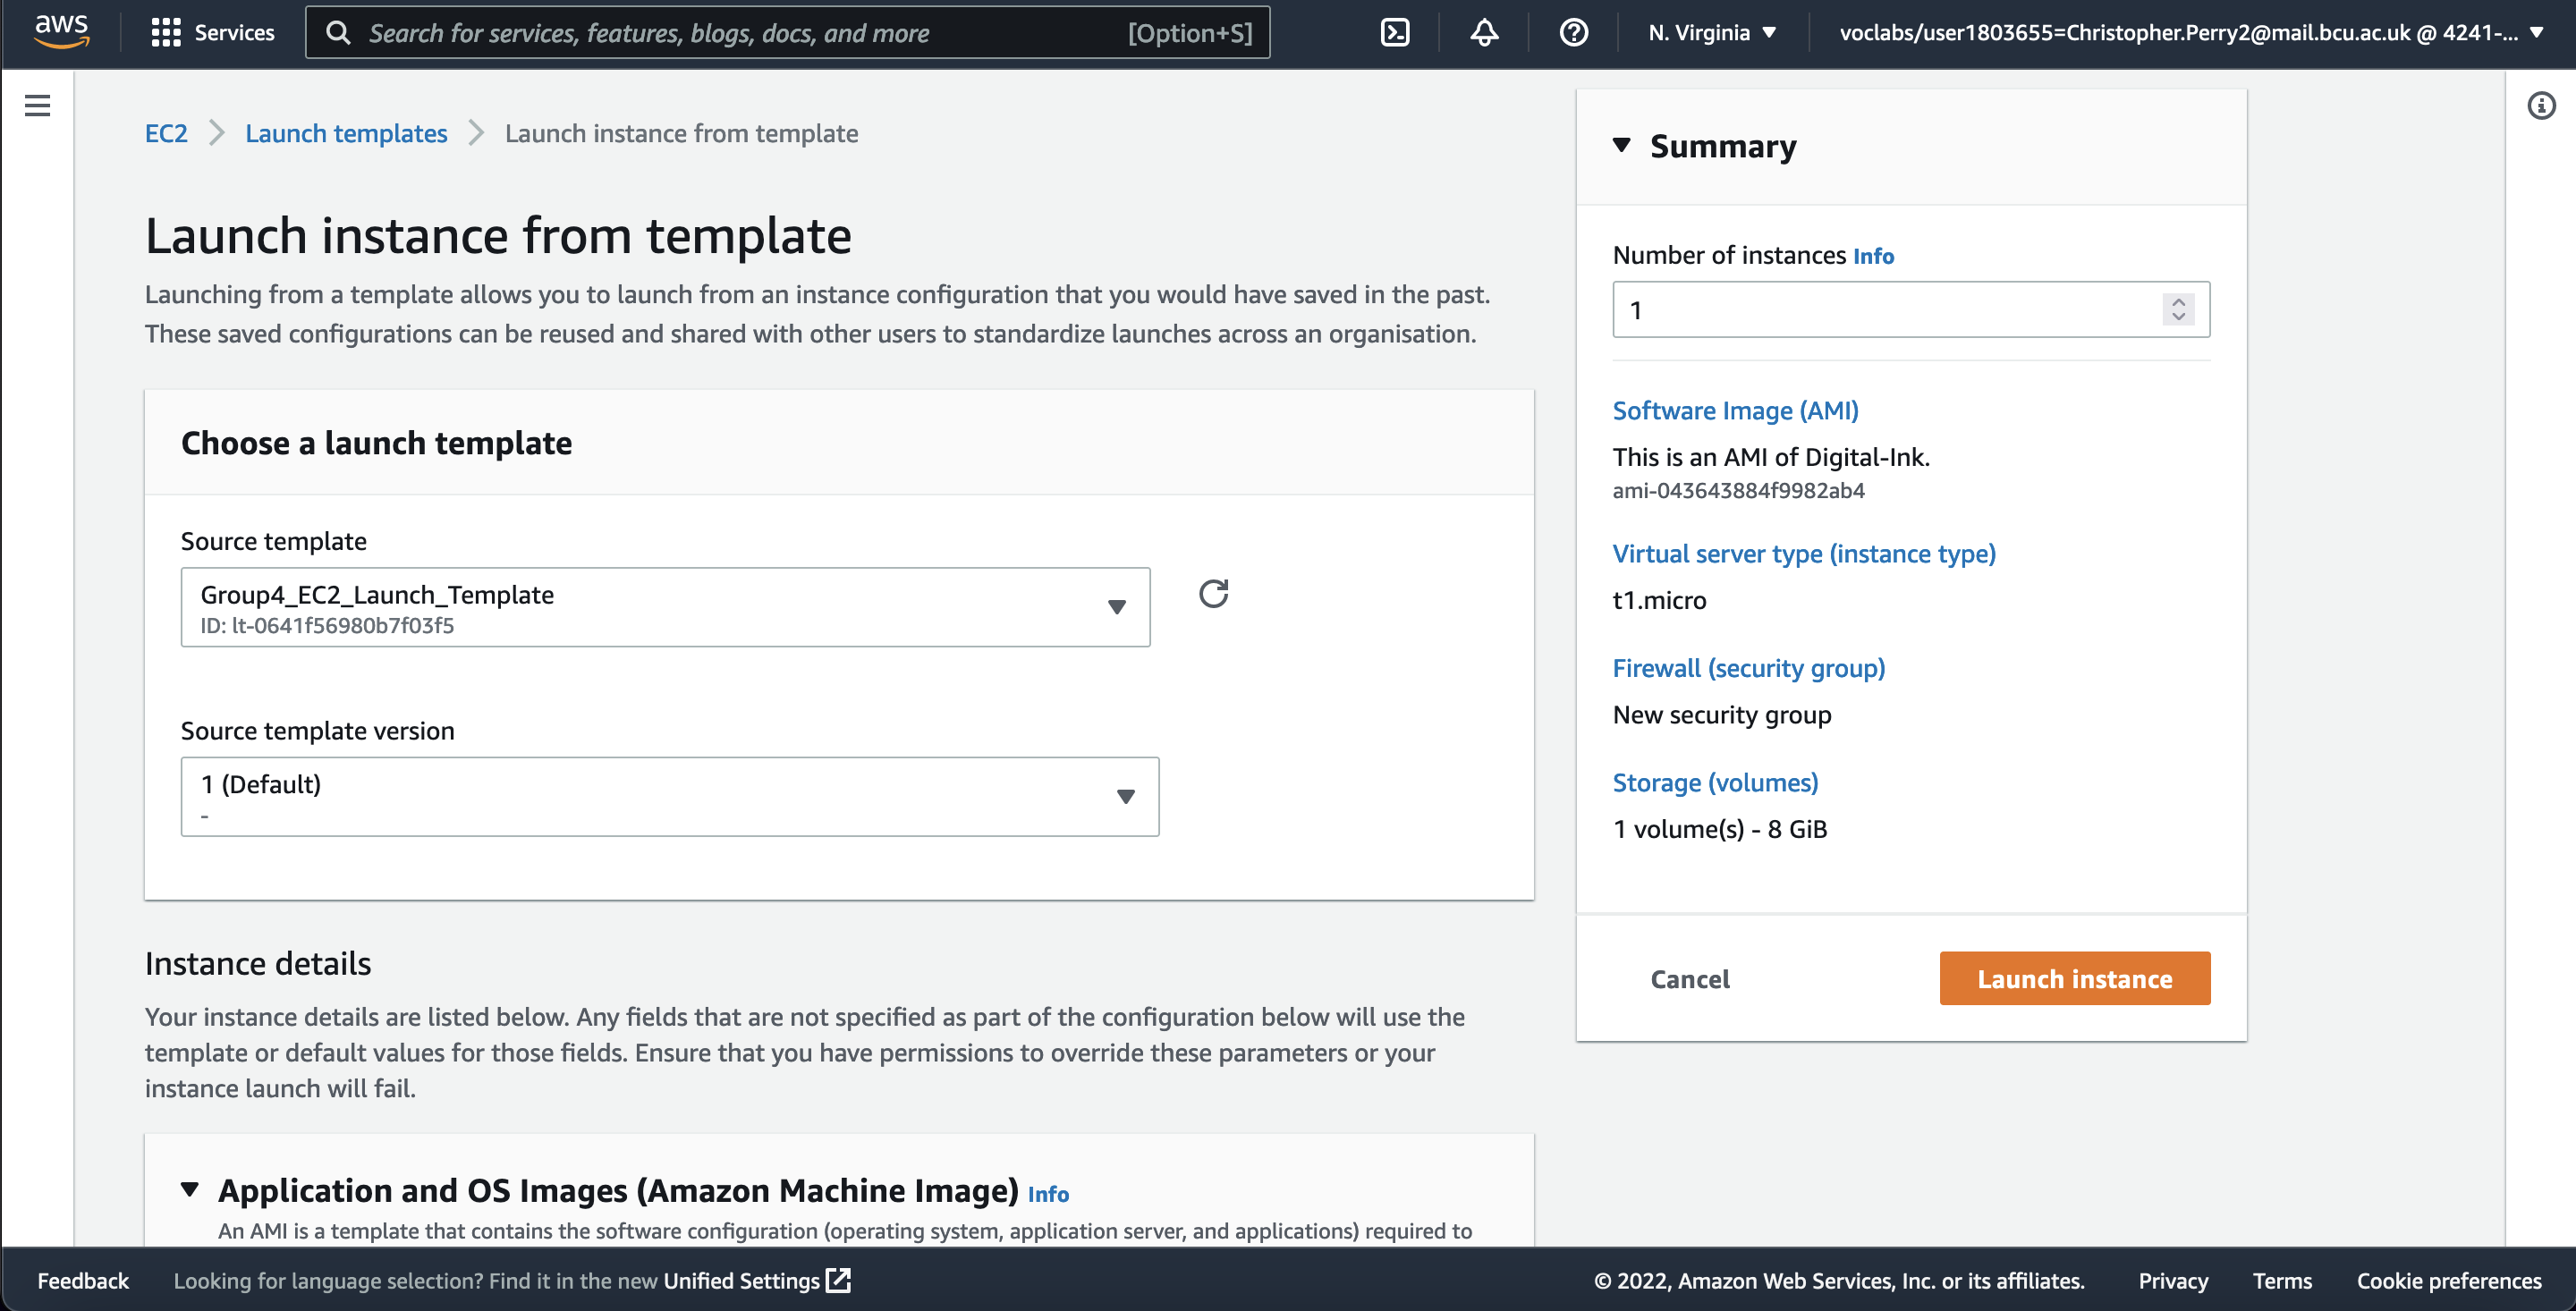 aws
Services
Search for services, features, blogs, docs, and more
[Option+S]
N. Virginia
voclabs/user1803655=Christopher.Perry2@mail.bcu.ac.uk @ 4241-...
EC2
Launch templates
Launch instance from template
Launch instance from template
Launching from a template allows you to launch from an instance configuration that you would have saved in the past.
These saved configurations can be reused and shared with other users to standardize launches across an organisation.
Choose a launch template
Source template
Group4_EC2_Launch_Template
ID: lt-0641f56980b7f03f5
Source template version
1 (Default)
-
Instance details
Your instance details are listed below. Any fields that are not specified as part of the configuration below will use the
template or default values for those fields. Ensure that you have permissions to override these parameters or your
instance launch will fail.
Application and OS Images (Amazon Machine Image) Info
An AMI is a template that contains the software configuration (operating system, application server, and applications) required to
Summary
Number of instances Info
1
Software Image (AMI)
This is an AMI of Digital-Ink.
ami-043643884f9982ab4
Virtual server type (instance type)
t1.micro
Firewall (security group)
New security group
Storage (volumes)
1 volume(s) - 8 GiB
Cancel
Launch instance
Feedback
Looking for language selection? Find it in the new Unified Settings
© 2022, Amazon Web Services, Inc. or its affiliates.
Privacy
Terms
Cookie preferences